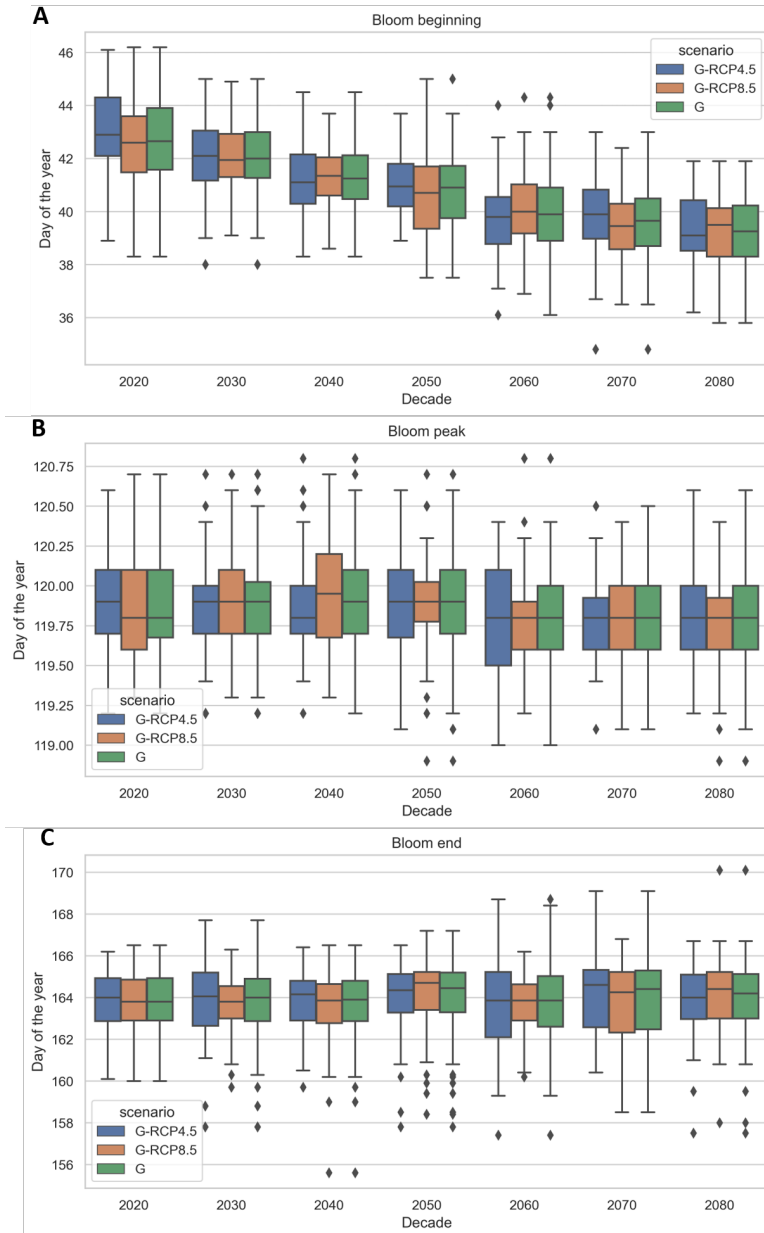 A
Bloom beginning
scenario
G-RCP4.5
G-RCP8.5
G
Day of the year
46
44
42
40
38
36
2020 2030 2040 2050 2060 2070 2080
Decade
B
Bloom peak
Day of the year
120.75
120.50
120.25
120.00
119.75
119.50
119.25
119.00
scenario
G-RCP4.5
G-RCP8.5
G
2020 2030 2040 2050 2060 2070 2080
Decade
C
Bloom end
Day of the year
170
168
166
164
162
160
158
156
scenario
G-RCP4.5
G-RCP8.5
G
2020 2030 2040 2050 2060 2070 2080
Decade